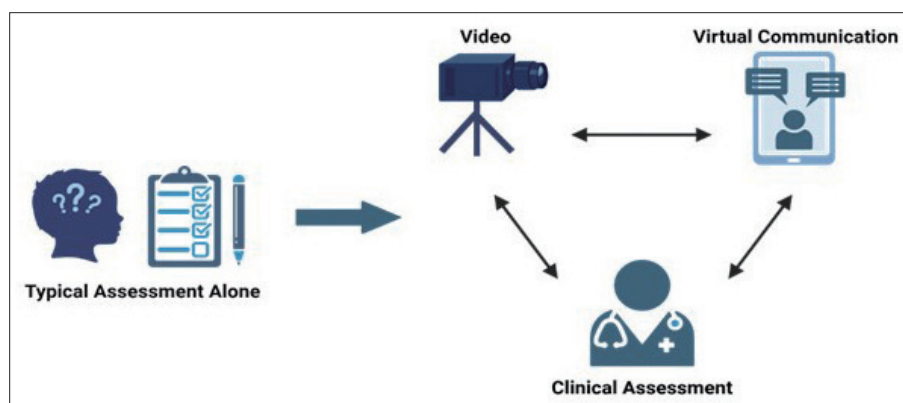 Video
Virtual Communication
???
Typical Assessment Alone
Clinical Assessment